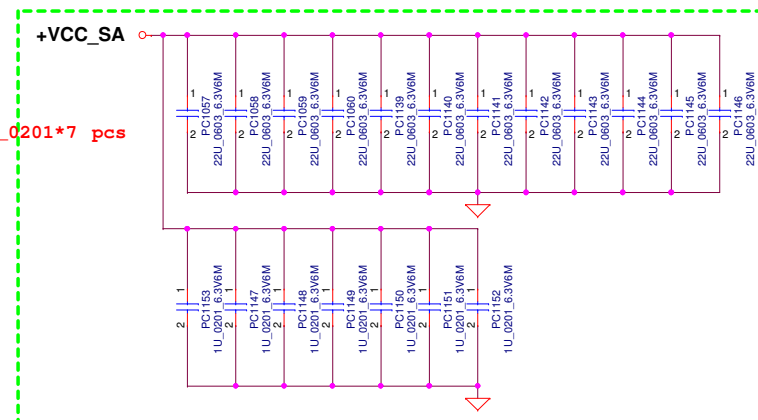 +VCC_SA
_0201*7 pcs
1
2
PC1057
22U_0603_6.3V6M
1
2
PC1058
22U_0603_6.3V6M
1
2
PC1059
22U_0603_6.3V6M
1
2
PC1060
22U_0603_6.3V6M
1
2
PC1139
22U_0603_6.3V6M
1
2
PC1140
22U_0603_6.3V6M
1
2
PC1141
22U_0603_6.3V6M
1
2
PC1142
22U_0603_6.3V6M
1
2
PC1143
22U_0603_6.3V6M
1
2
PC1144
22U_0603_6.3V6M
1
2
PC1145
22U_0603_6.3V6M
1
2
PC1146
22U_0603_6.3V6M
1
2
PC1153
1U_0201_6.3V6M
1
2
PC1147
1U_0201_6.3V6M
1
2
PC1148
1U_0201_6.3V6M
1
2
PC1149
1U_0201_6.3V6M
1
2
PC1150
1U_0201_6.3V6M
1
2
PC1151
1U_0201_6.3V6M
1
2
PC1152
1U_0201_6.3V6M